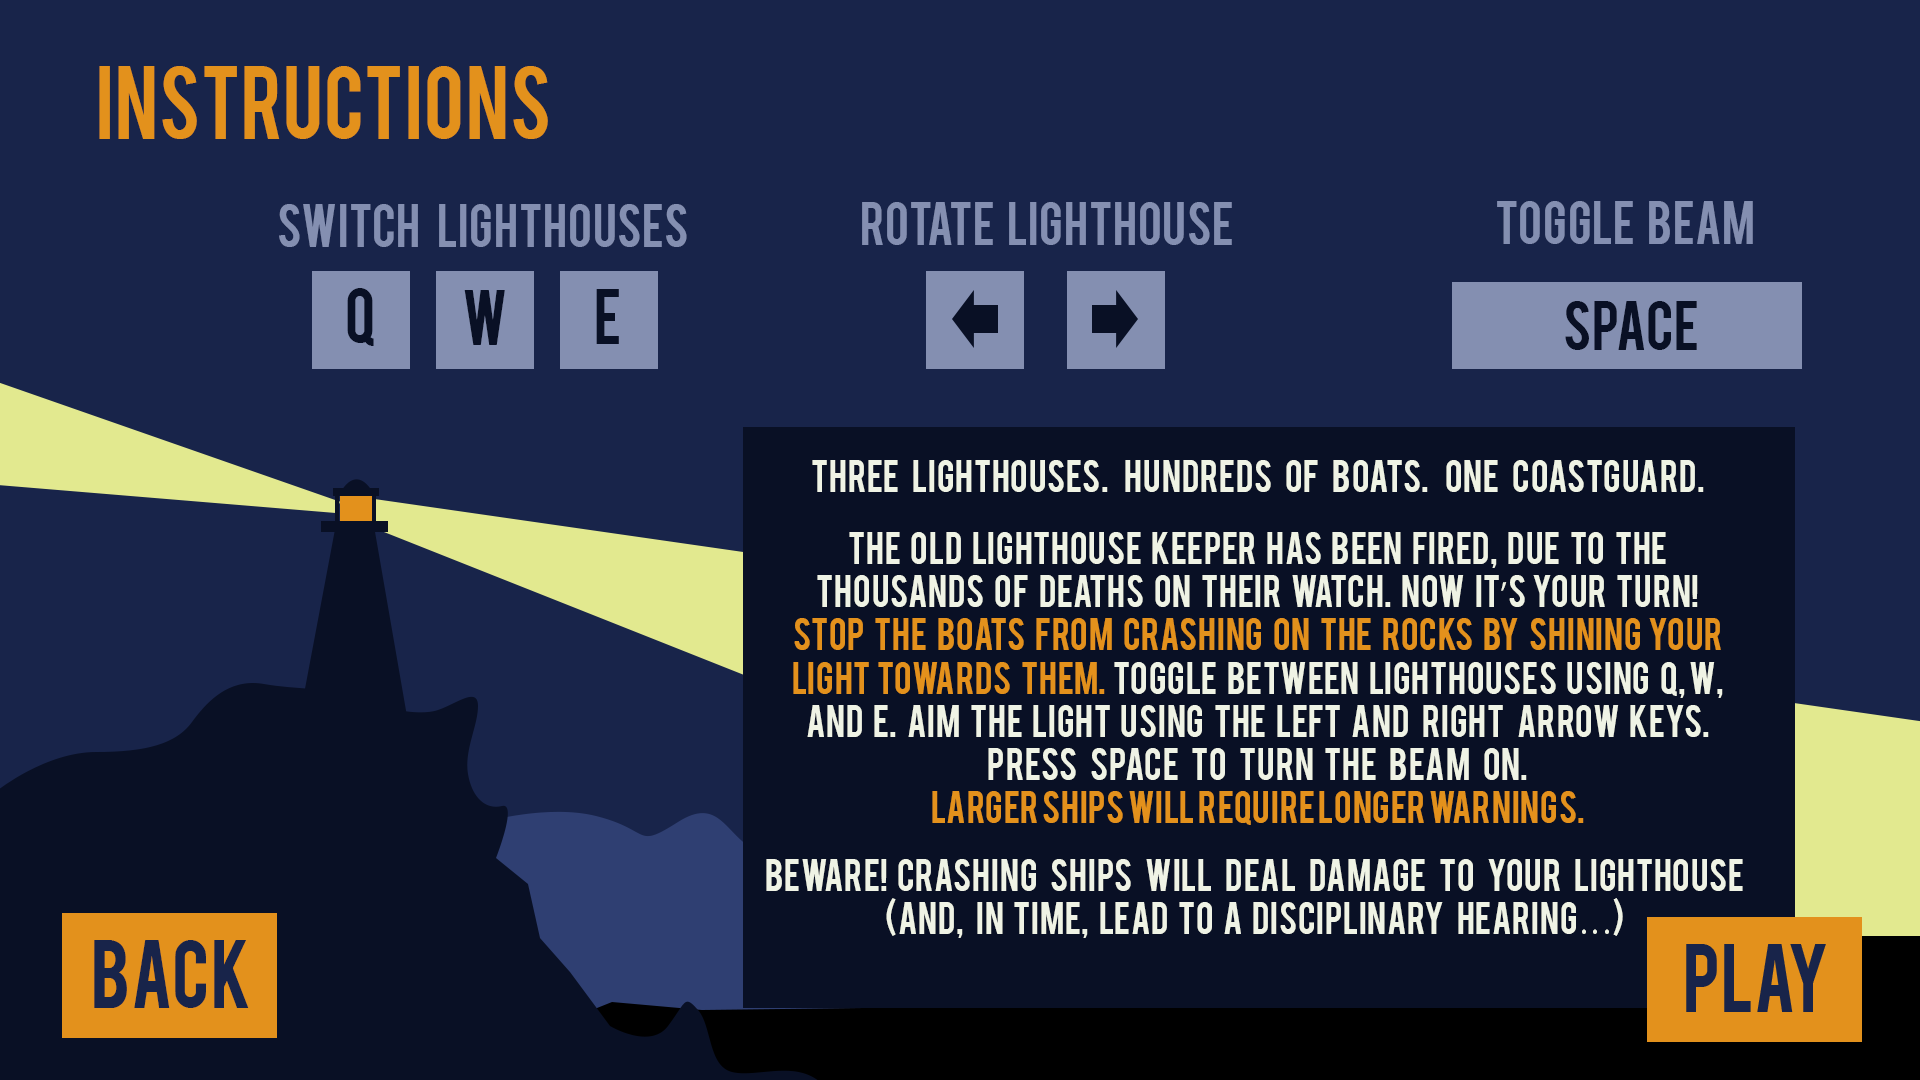 INSTRUCTIONS
SWITCH LIGHTHOUSES
ROTATE LIGHTHOUSE
TOGGLE BEAM
Q W E
SPACE
THREE LIGHTHOUSES. HUNDREDS OF BOATS. ONE COASTGUARD.
THE OLD LIGHTHOUSE KEEPER HAS BEEN FIRED, DUE TO THE
THOUSANDS OF DEATHS ON THEIR WATCH. NOW IT'S YOUR TURN!
STOP THE BOATS FROM CRASHING ON THE ROCKS BY SHINING YOUR
LIGHT TOWARDS THEM. TOGGLE BETWEEN LIGHTHOUSES USING Q, W,
AND E. AIM THE LIGHT USING THE LEFT AND RIGHT ARROW KEYS.
PRESS SPACE TO TURN THE BEAM ON.
LARGER SHIPS WILL REQUIRE LONGER WARNINGS.
BEWARE! CRASHING SHIPS WILL DEAL DAMAGE TO YOUR LIGHTHOUSE
(AND, IN TIME, LEAD TO A DISCIPLINARY HEARING...)
BACK
PLAY